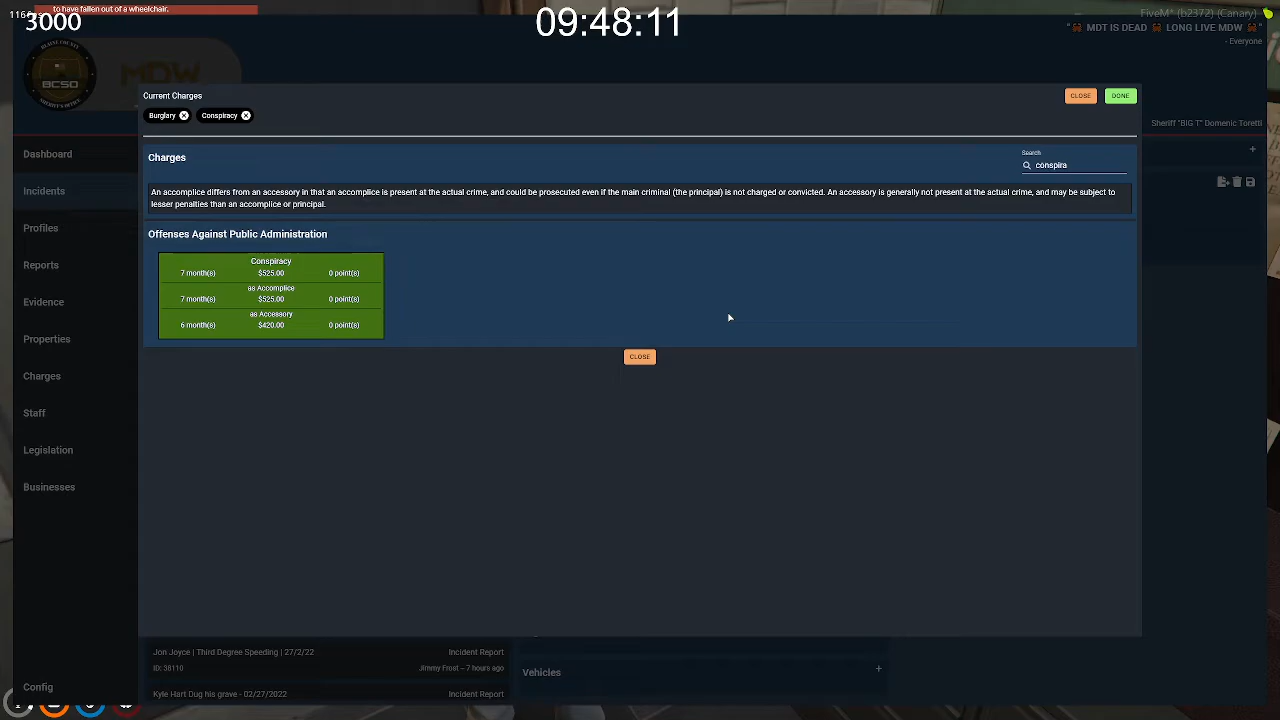 to have fallen out of a wheelchair.
3000
09:48:11
FiveM* (b2372) (Canary)
" MDT IS DEAD LONG LIVE MDW "
- Everyone
BCSO
MDW
Current Charges
CLOSE
DONE
Burglary
Conspiracy
Sheriff "BIG T" Domenic Toretti
Dashboard
Incidents
Profiles
Reports
Evidence
Properties
Charges
Staff
Legislation
Businesses
Config
Charges
Search
conspira
An accomplice differs from an accessory in that an accomplice is present at the actual crime, and could be prosecuted even if the main criminal (the principal) is not charged or convicted. An accessory is generally not present at the actual crime, and may be subject to
lesser penalties than an accomplice or principal.
Offenses Against Public Administration
Conspiracy
7 month(s) $525.00 0 point(s)
as Accomplice
7 month(s) $525.00 0 point(s)
as Accessory
6 month(s) $420.00 0 point(s)
CLOSE
Jon Joyce | Third Degree Speeding | 27/2/22 Incident Report
ID: 38110 Jimmy Frost – 7 hours ago
Kyle Hart Dug his grave - 02/27/2022 Incident Report
Vehicles